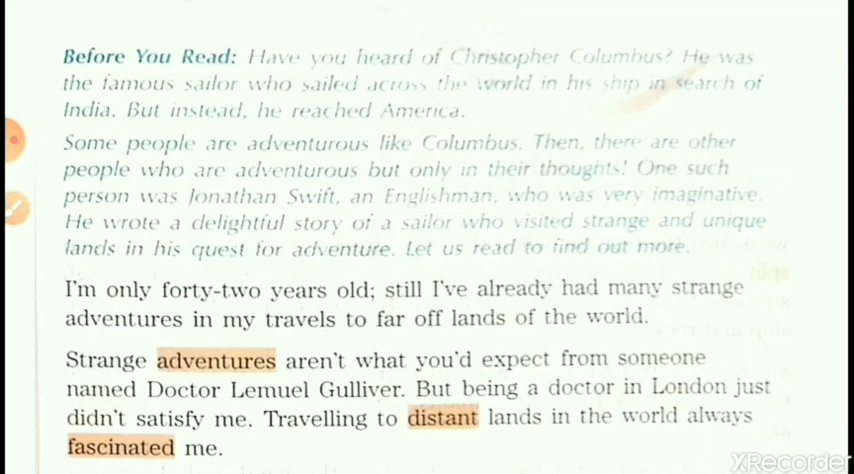 Before You Read: Have you heard of Christopher Columbus? He was
the famous sailor who sailed across the world in his ship in search of
India. But instead, he reached America.
Some people are adventurous like Columbus. Then, there are other
people who are adventurous but only in their thoughts! One such
person was Jonathan Swift, an Englishman, who was very imaginative.
He wrote a delightful story of a sailor who visited strange and unique
lands in his quest for adventure. Let us read to find out more.
I'm only forty-two years old; still I've already had many strange
adventures in my travels to far off lands of the world.
Strange adventures aren't what you'd expect from someone
named Doctor Lemuel Gulliver. But being a doctor in London just
didn't satisfy me. Travelling to distant lands in the world always
fascinated me.
XRecorder